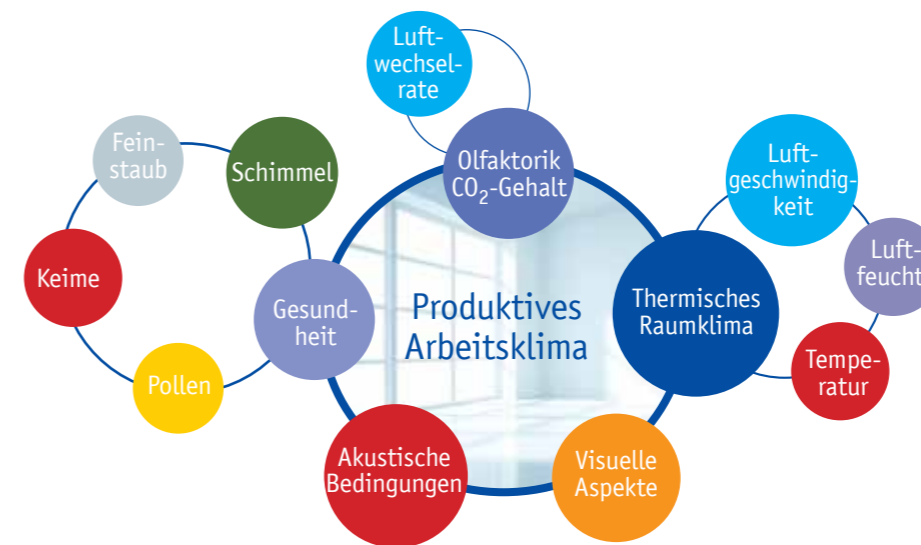 Luft-
wechsel-
rate
Olfaktorik
CO₂-Gehalt
Fein-
staub
Schimmel
Keime
Pollen
Gesund-
heit
Produktives
Arbeitsklima
Thermisches
Raumklima
Luft-
geschwindig-
keit
Luft-
feucht
Tempe-
ratur
Akustische
Bedingungen
Visuelle
Aspekte